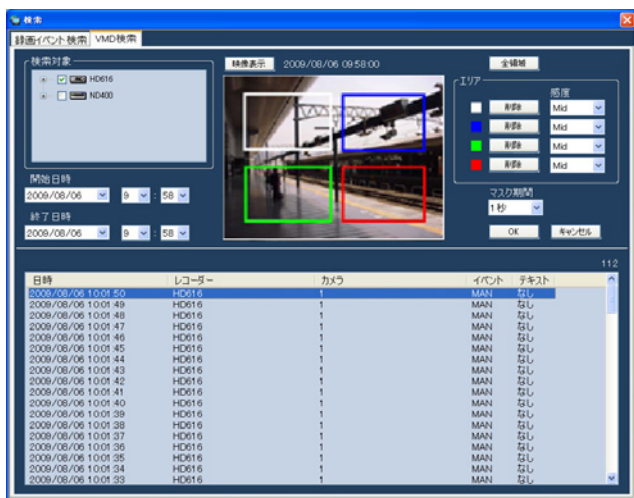 検索
録画イベント検索 VMD検索
検索対象
HD616
ND400
開始日時
2009/08/06 9 : 58
終了日時
2009/08/06 9 : 58
映像表示 2009/08/06 09:58:00 全領域
エリア
感度
削除 Mid
削除 Mid
削除 Mid
削除 Mid
マスク期間
1秒
OK キャンセル
112
日時 レコーダー カメラ イベント テキスト
2009/08/06 10:01:50 HD616 1 MAN なし
2009/08/06 10:01:49 HD616 1 MAN なし
2009/08/06 10:01:48 HD616 1 MAN なし
2009/08/06 10:01:47 HD616 1 MAN なし
2009/08/06 10:01:46 HD616 1 MAN なし
2009/08/06 10:01:45 HD616 1 MAN なし
2009/08/06 10:01:44 HD616 1 MAN なし
2009/08/06 10:01:43 HD616 1 MAN なし
2009/08/06 10:01:42 HD616 1 MAN なし
2009/08/06 10:01:41 HD616 1 MAN なし
2009/08/06 10:01:40 HD616 1 MAN なし
2009/08/06 10:01:39 HD616 1 MAN なし
2009/08/06 10:01:38 HD616 1 MAN なし
2009/08/06 10:01:37 HD616 1 MAN なし
2009/08/06 10:01:36 HD616 1 MAN なし
2009/08/06 10:01:35 HD616 1 MAN なし
2009/08/06 10:01:34 HD616 1 MAN なし
2009/08/06 10:01:33 HD616 1 MAN なし